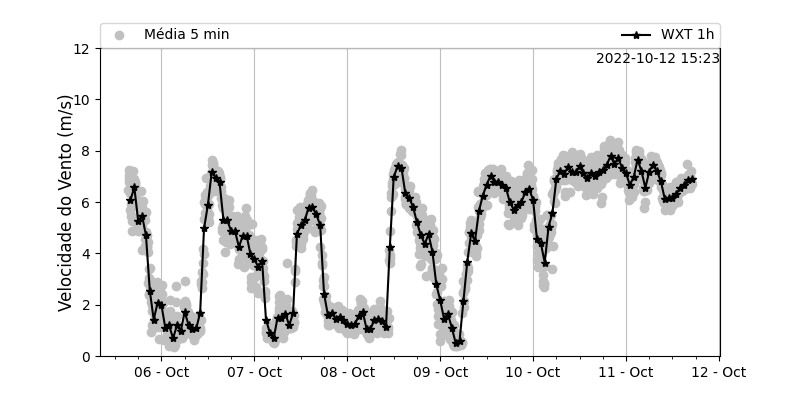 Média 5 min
WXT 1h
2022-10-12 15:23
Velocidade do Vento (m/s)
12
10
8
6
4
2
0
06 - Oct
07 - Oct
08 - Oct
09 - Oct
10 - Oct
11 - Oct
12 - Oct